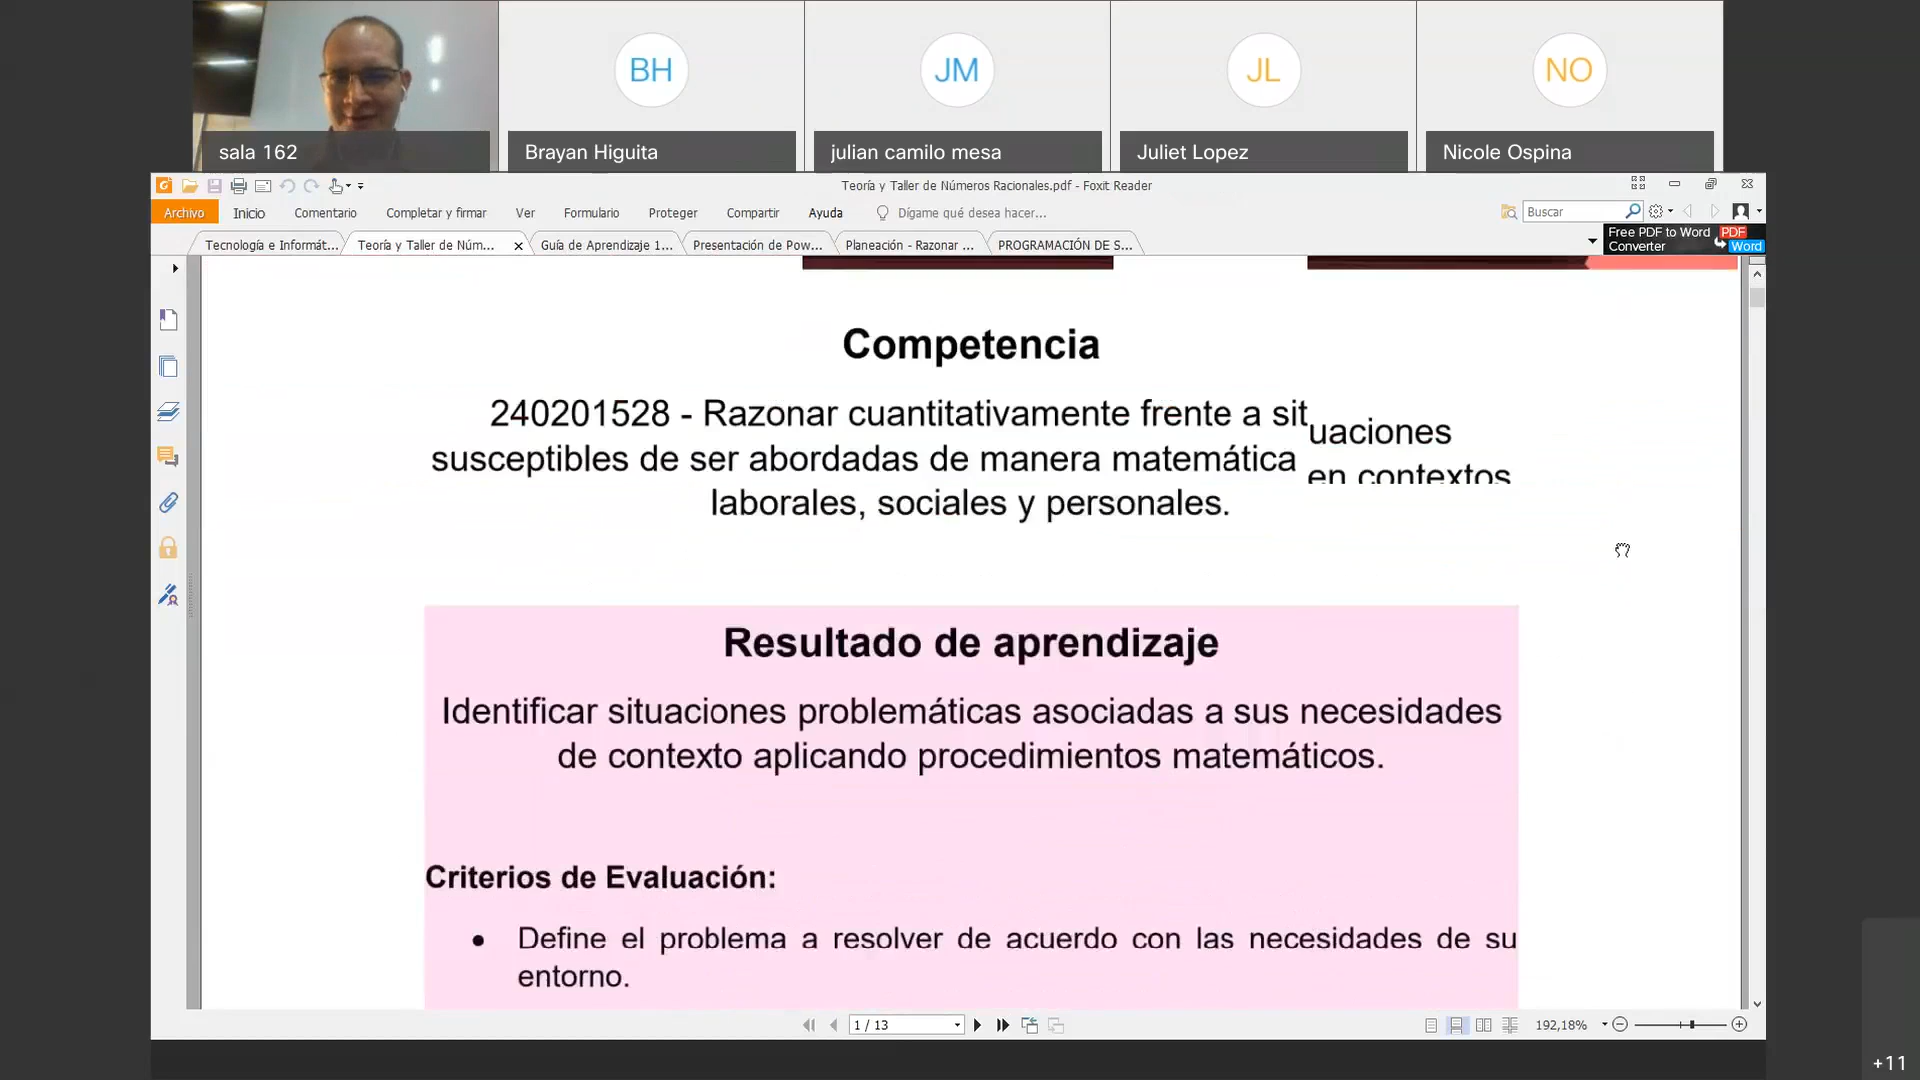 BH
JM
JL
NO
sala 162
Brayan Higuita
julian camilo mesa
Juliet Lopez
Nicole Ospina
Teoría y Taller de Números Racionales.pdf - Foxit Reader
Archivo
Inicio
Comentario
Completar y firmar
Ver
Formulario
Proteger
Compartir
Ayuda
Dígame qué desea hacer...
Buscar
Tecnología e Informát...
Teoría y Taller de Núm...
Guía de Aprendizaje 1...
Presentación de Pow...
Planeación - Razonar ...
PROGRAMACIÓN DE S...
Free PDF to Word
Converter
PDF
Word
Competencia
240201528 - Razonar cuantitativamente frente a situaciones
susceptibles de ser abordadas de manera matemática en contextos
laborales, sociales y personales.
Resultado de aprendizaje
Identificar situaciones problemáticas asociadas a sus necesidades
de contexto aplicando procedimientos matemáticos.
Criterios de Evaluación:
● Define el problema a resolver de acuerdo con las necesidades de su
entorno.
1 / 13
192,18%
+11